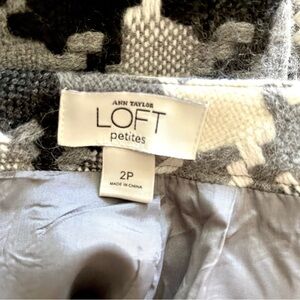 ANN TAYLOR
LOFT
petites
2P
MADE IN CHINA